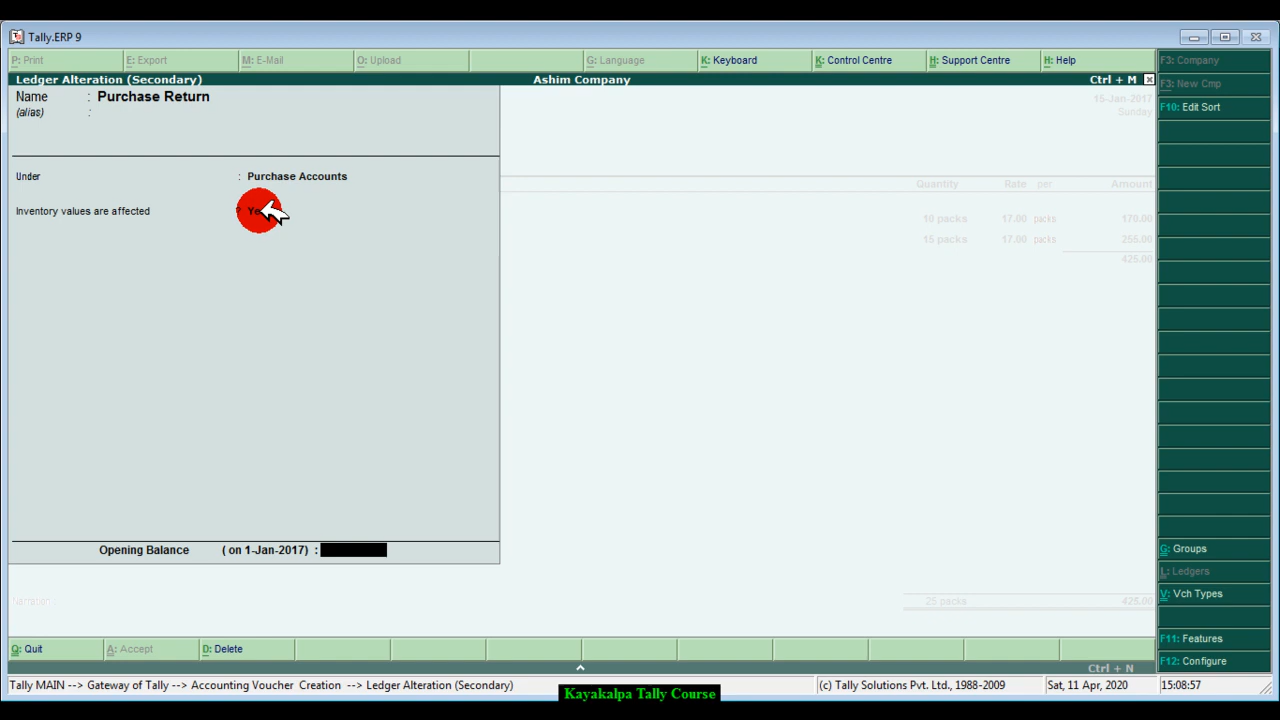 Tally.ERP 9
P: Print E: Export M: E-Mail O: Upload G: Language K: Keyboard K: Control Centre H: Support Centre H: Help
F3: Company
Ledger Alteration (Secondary) Ashim Company Ctrl + M
F3: New Cmp
Name : Purchase Return
15-Jan-2017
F10: Edit Sort
(alias) :
Sunday
Under : Purchase Accounts
Quantity Rate per Amount
Inventory values are affected ?
10 packs 17.00 packs 170.00
15 packs 17.00 packs 255.00
425.00
Opening Balance ( on 1-Jan-2017) :
G: Groups
L: Ledgers
V: Vch Types
Narration:
25 packs 425.00
F11: Features
Q: Quit A: Accept D: Delete
F12: Configure
Ctrl + N
Tally MAIN --> Gateway of Tally --> Accounting Voucher Creation --> Ledger Alteration (Secondary) (c) Tally Solutions Pvt. Ltd., 1988-2009 Sat, 11 Apr, 2020 15:08:57
Kayakalpa Tally Course